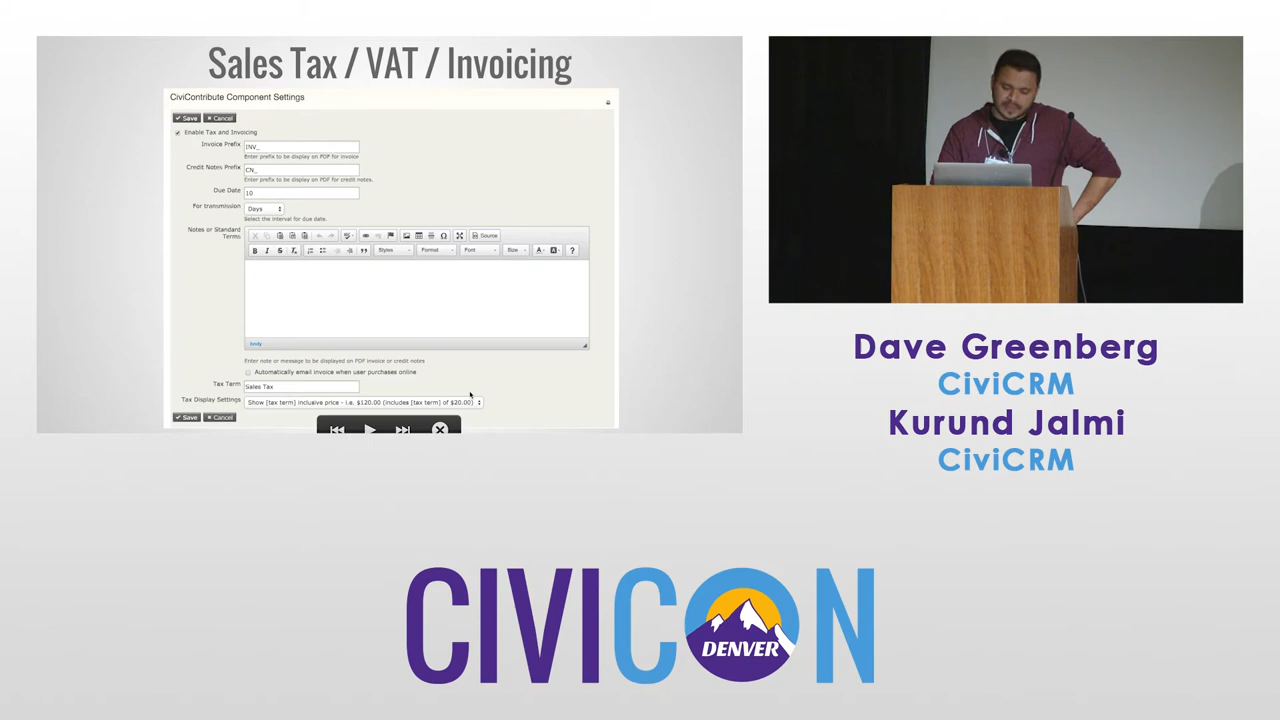 Sales Tax / VAT / Invoicing
CiviContribute Component Settings
Save Cancel
Enable Tax and Invoicing
Invoice Prefix INV_
Enter prefix to be display on PDF for invoice
Credit Notes Prefix CN_
Enter prefix to be display on PDF for credit notes.
Due Date 10
For transmission Days
Select the interval for due date.
Notes or Standard
Terms
Source
B I S Styles Format Font Size A A ?
body
Enter note or message to be displayed on PDF invoice or credit notes
Automatically email invoice when user purchases online
Tax Term Sales Tax
Tax Display Settings Show [tax term] inclusive price - i.e. $120.00 (includes [tax term] of $20.00)
Save Cancel
Dave Greenberg
CiviCRM
Kurund Jalmi
CiviCRM
CIVICON
DENVER